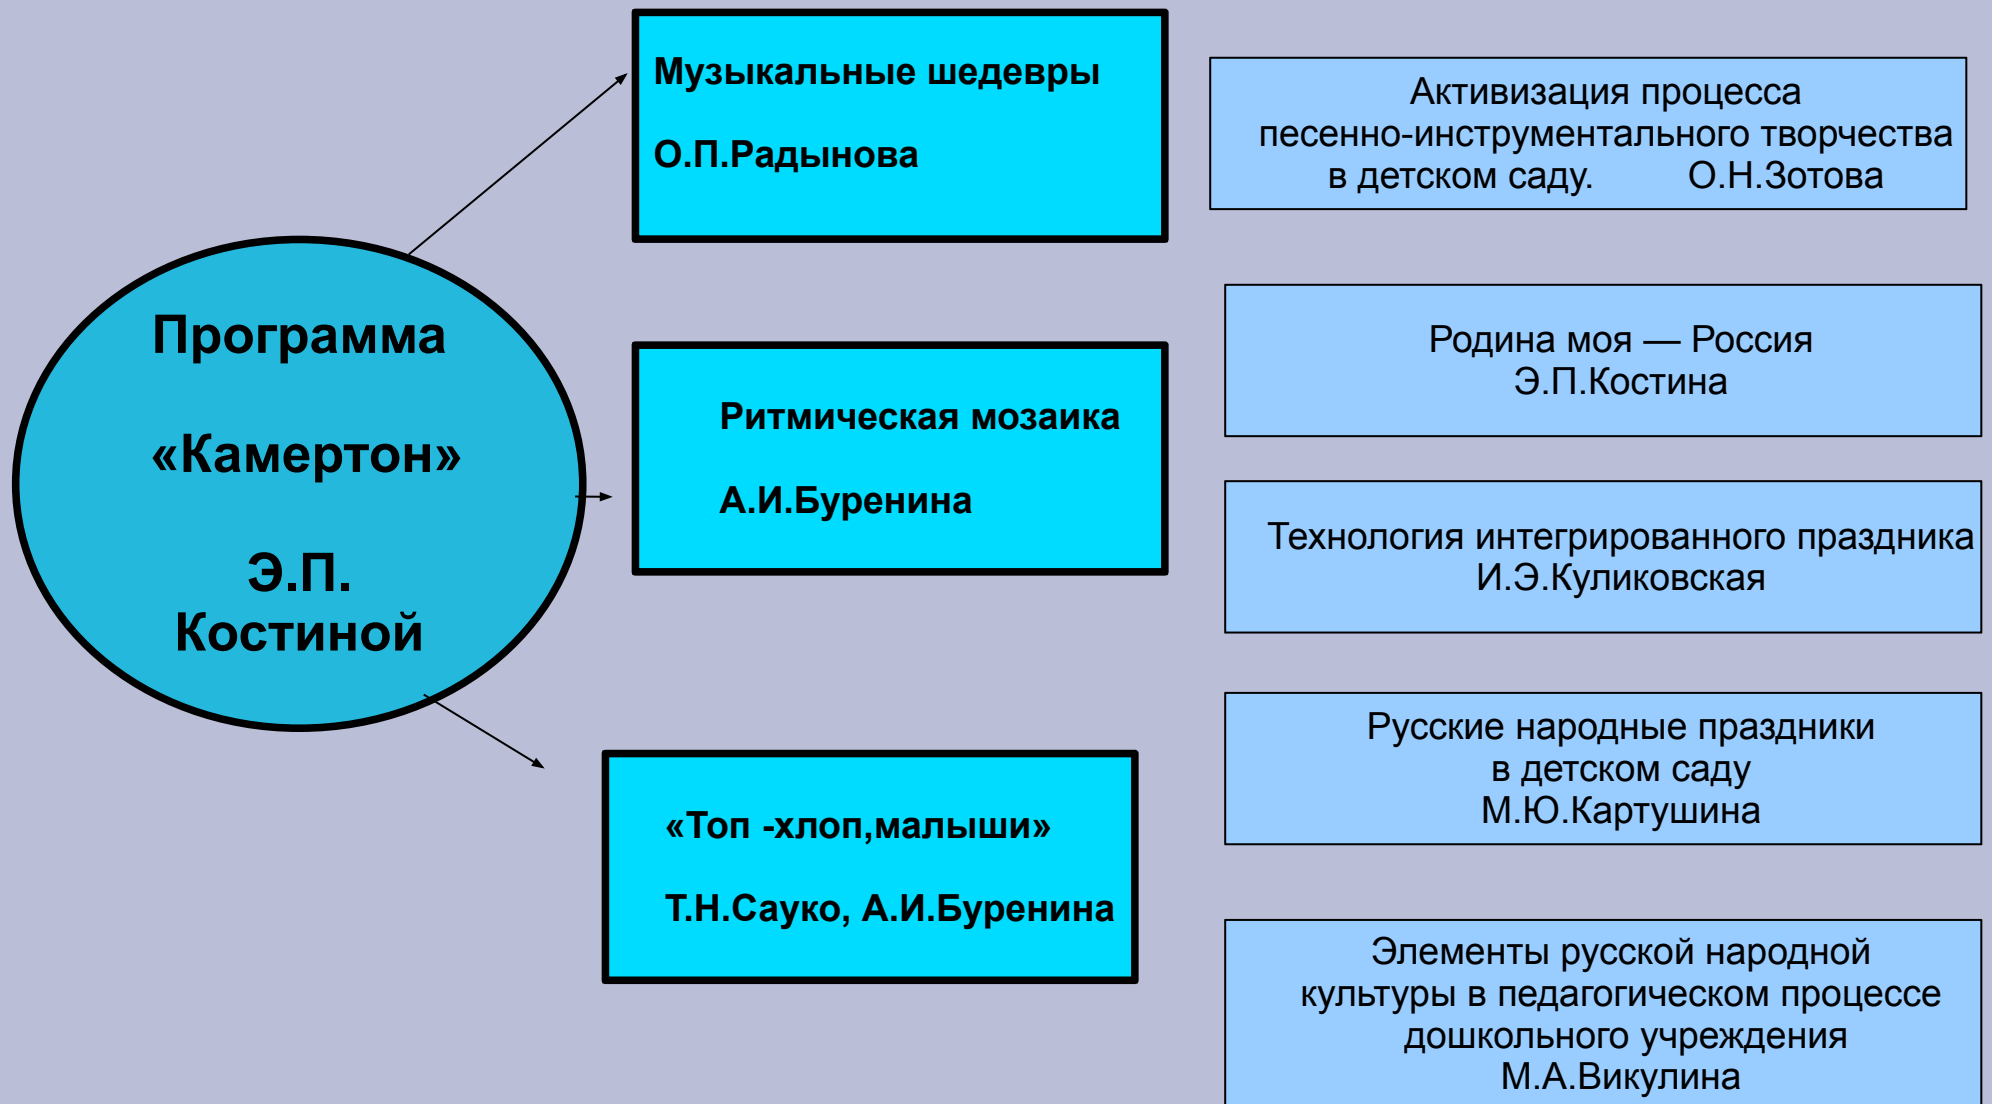 Программа
«Камертон»
Э.П.
Костиной
Музыкальные шедевры
О.П.Радынова
Ритмическая мозаика
А.И.Буренина
«Топ -хлоп,малыши»
Т.Н.Сауко, А.И.Буренина
Активизация процесса
песенно-инструментального творчества
в детском саду. О.Н.Зотова
Родина моя — Россия
Э.П.Костина
Технология интегрированного праздника
И.Э.Куликовская
Русские народные праздники
в детском саду
М.Ю.Картушина
Элементы русской народной
культуры в педагогическом процессе
дошкольного учреждения
М.А.Викулина